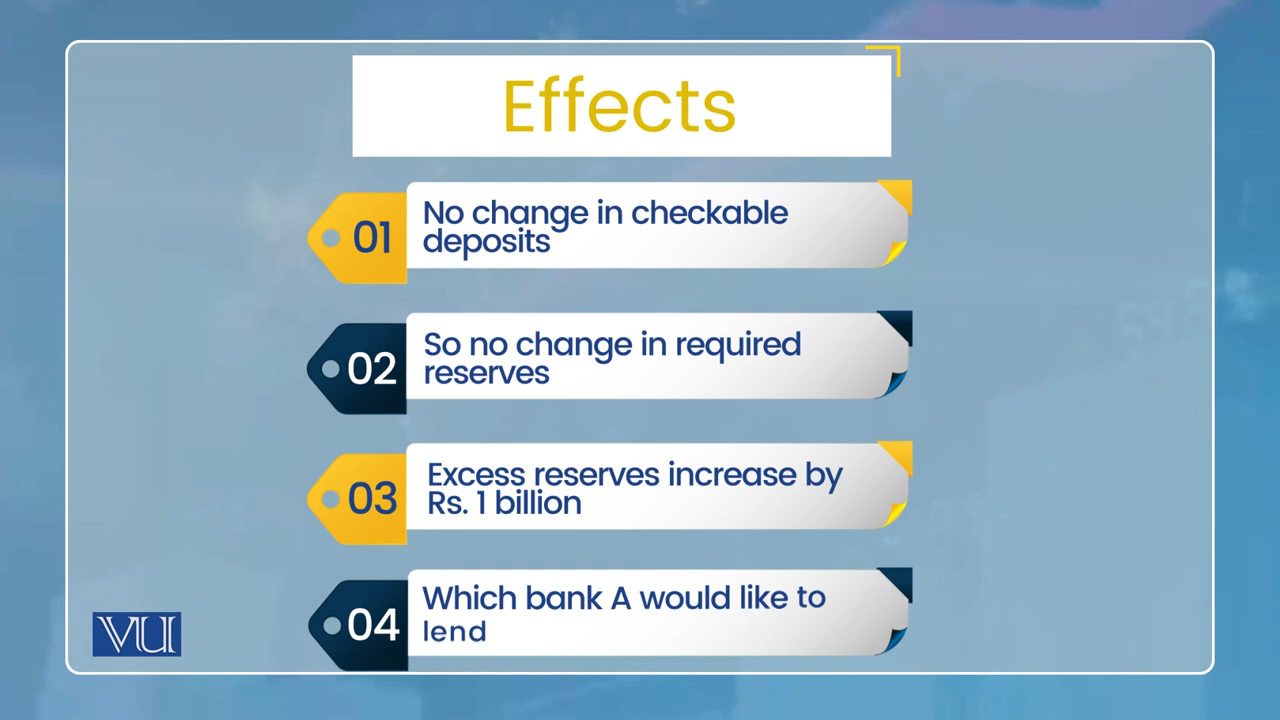 Effects
01
No change in checkable
deposits
02
So no change in required
reserves
03
Excess reserves increase by
Rs. 1 billion
04
Which bank A would like to
lend
VU